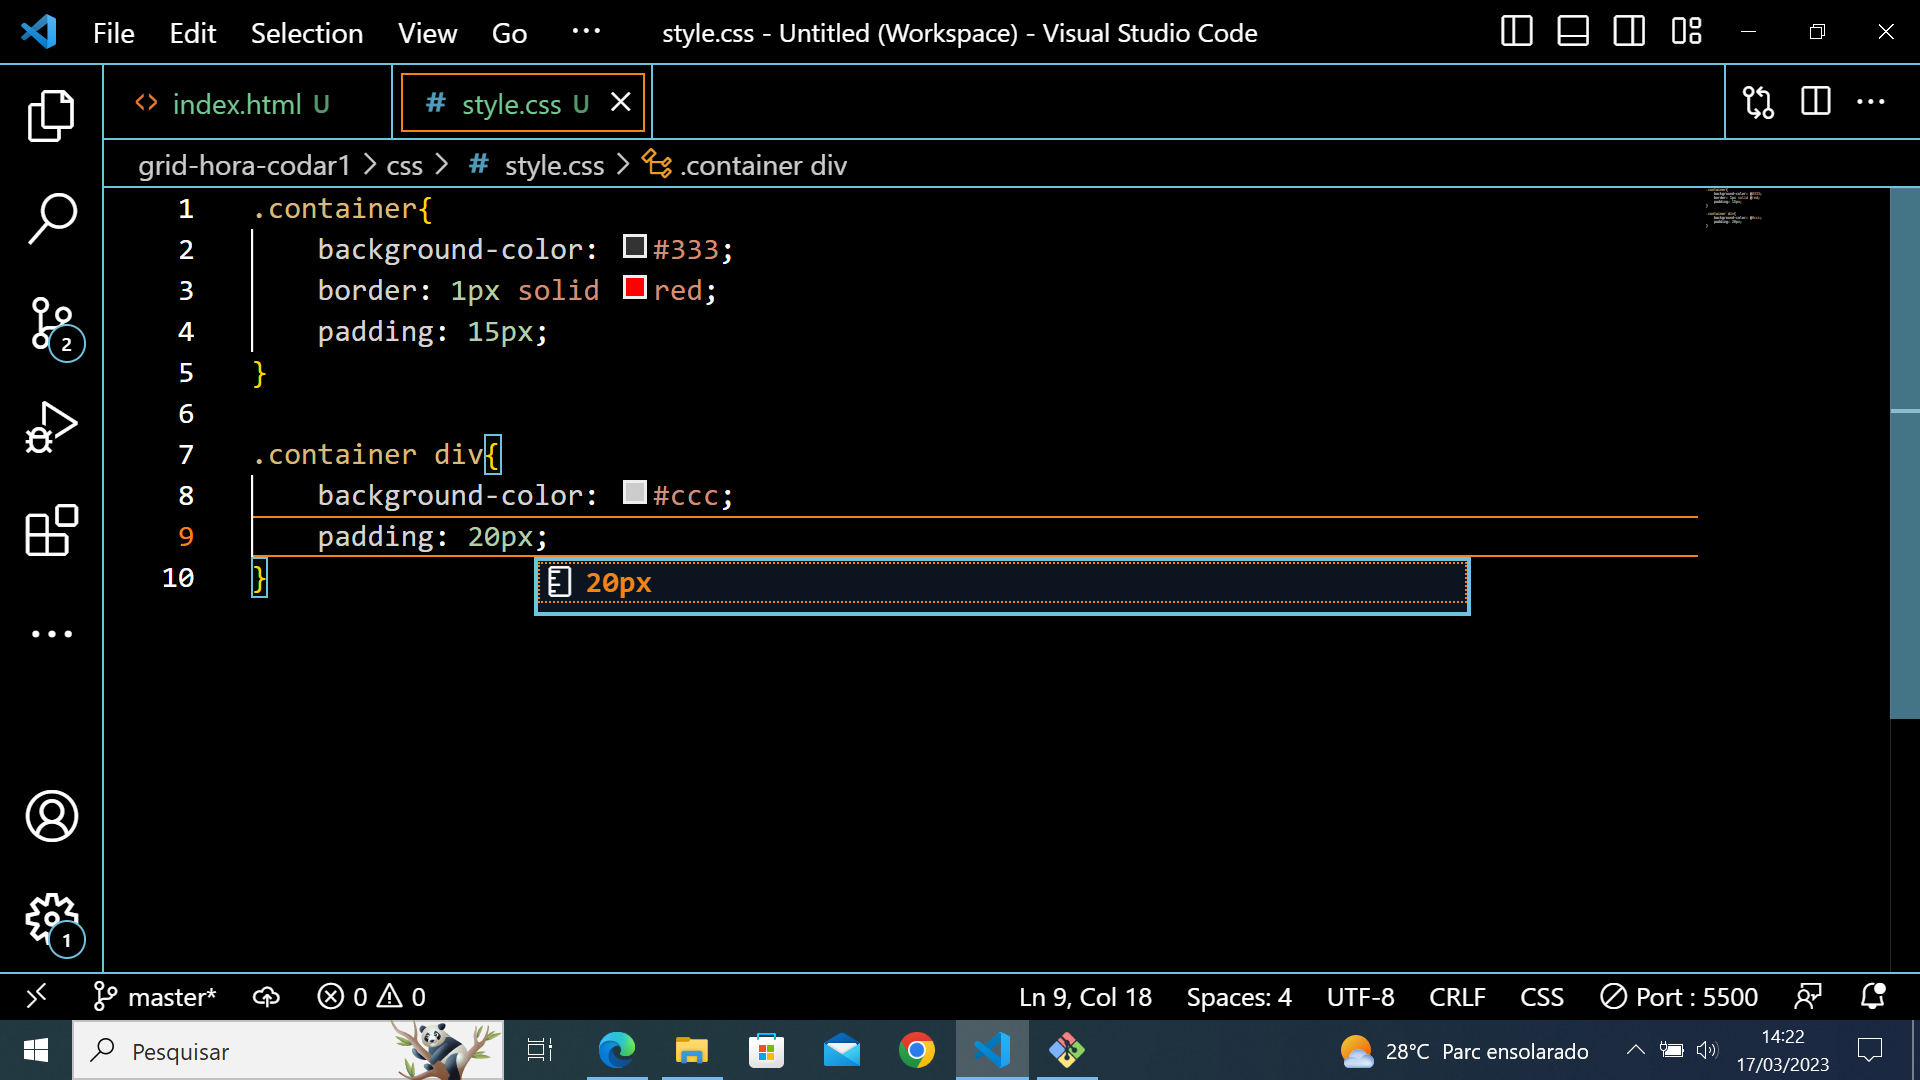 File Edit Selection View Go ··· style.css - Untitled (Workspace) - Visual Studio Code
index.html U
# style.css U
grid-hora-codar1 > css > # style.css > .container div
1 .container{
2 background-color: #333;
3 border: 1px solid red;
4 padding: 15px;
5 }
6
7 .container div{
8 background-color: #ccc;
9 padding: 20px;
10 }
20px
2
1
master* 0 0 Ln 9, Col 18 Spaces: 4 UTF-8 CRLF CSS Port : 5500
Pesquisar 28°C Parc ensolarado 14:22
17/03/2023